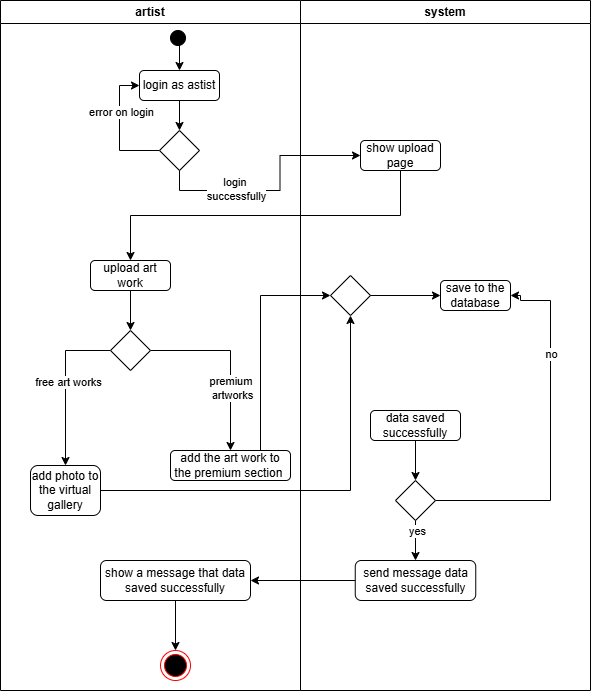 artist
system
login as astist
error on login
show upload
page
login
successfully
upload art
work
save to the
database
no
free art works
premium
artworks
data saved
successfully
add the art work to
the premium section
add photo to
the virtual
gallery
yes
show a message that data
saved successfully
send message data
saved successfully